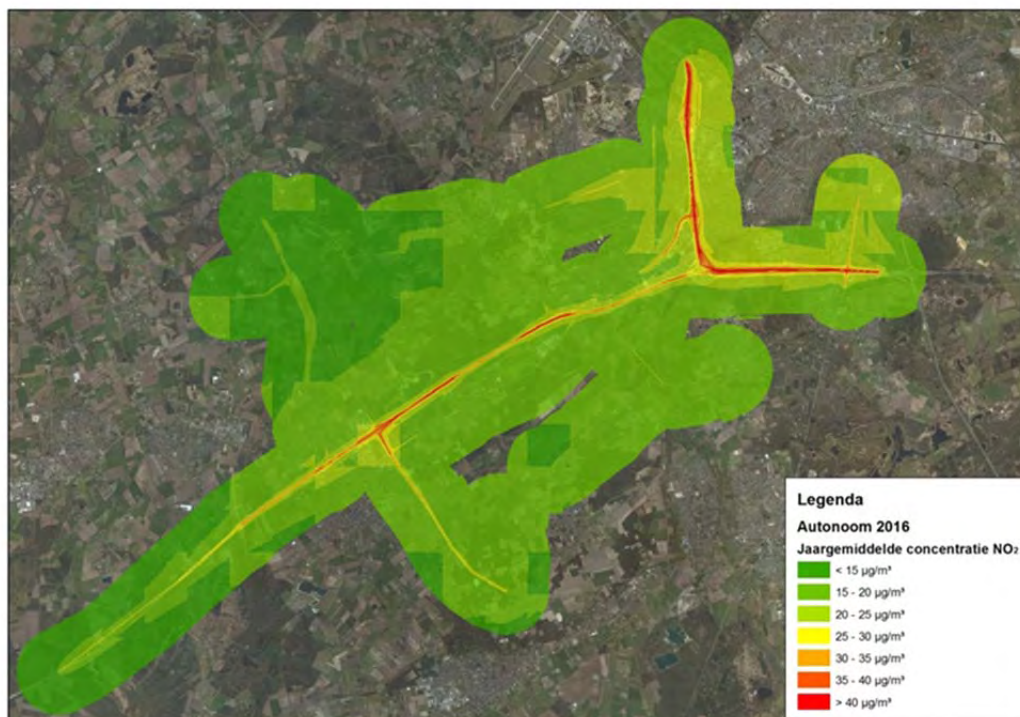 Legenda
Autonoom 2016
Jaargemiddelde concentratie NO₂
< 15 µg/m³
15 - 20 µg/m³
20 - 25 µg/m³
25 - 30 µg/m³
30 - 35 µg/m³
35 - 40 µg/m³
> 40 µg/m³